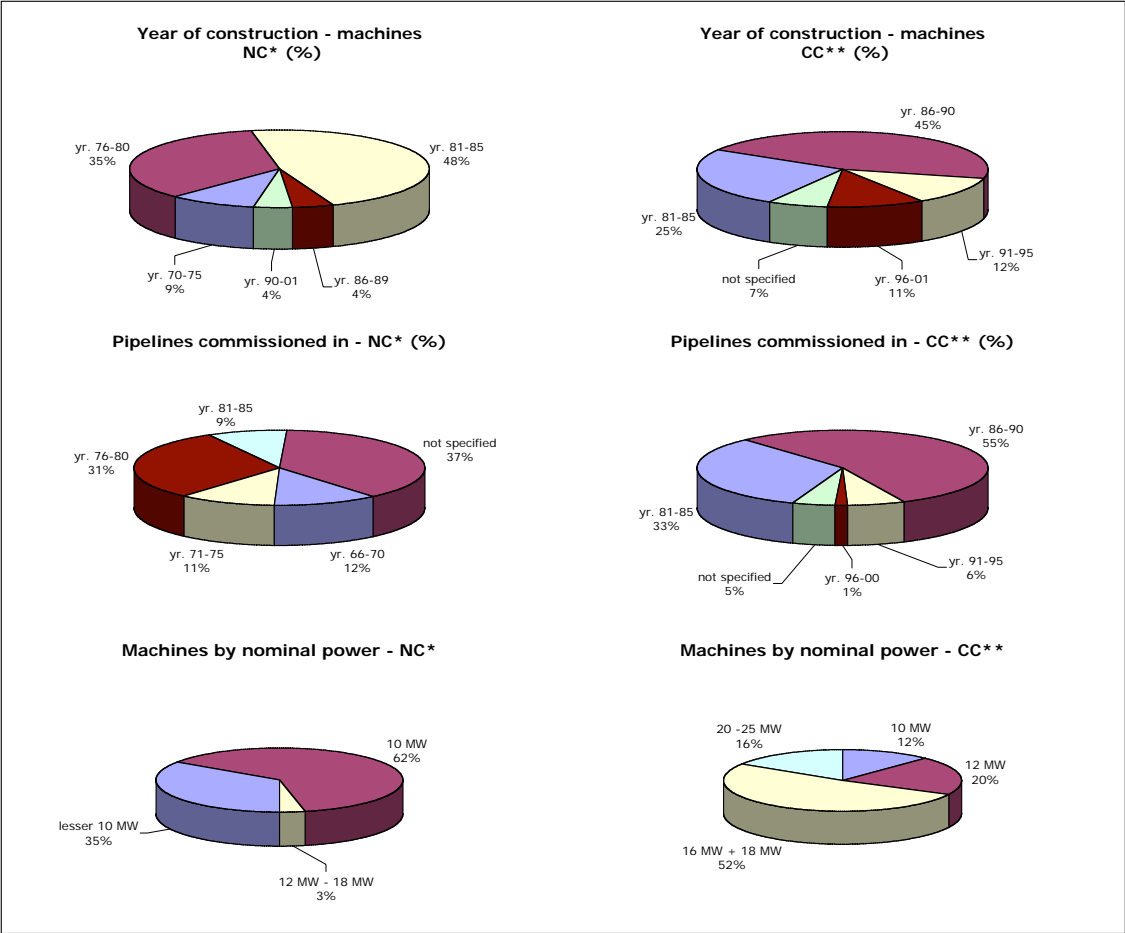 Year of construction - machines
NC* (%)
yr. 76-80
35%
yr. 81-85
48%
yr. 70-75
9%
yr. 90-01
4%
yr. 86-89
4%
Year of construction - machines
CC** (%)
yr. 86-90
45%
yr. 81-85
25%
yr. 91-95
12%
not specified
7%
yr. 96-01
11%
Pipelines commissioned in - NC* (%)
yr. 81-85
9%
not specified
37%
yr. 76-80
31%
yr. 71-75
11%
yr. 66-70
12%
Pipelines commissioned in - CC** (%)
yr. 86-90
55%
yr. 81-85
33%
yr. 91-95
6%
not specified
5%
yr. 96-00
1%
Machines by nominal power - NC*
10 MW
62%
lesser 10 MW
35%
12 MW - 18 MW
3%
Machines by nominal power - CC**
20 -25 MW
16%
10 MW
12%
12 MW
20%
16 MW + 18 MW
52%